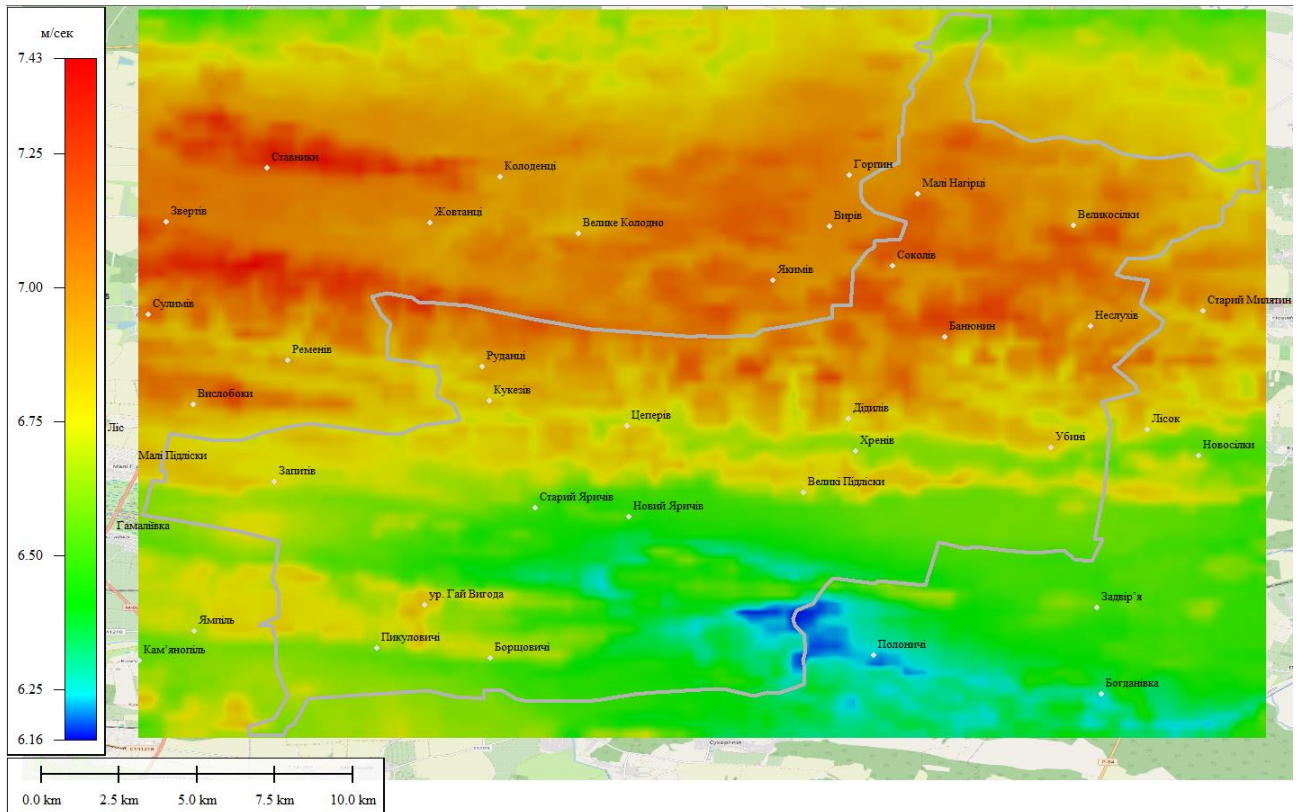 м/сек
7.43
7.25
7.00
6.75
6.50
6.25
6.16
Ставники
Колоденці
Горпин
Малі Нагірці
Звертів
Жовтанці
Велике Колодно
Вирів
Великосілки
Соколів
Якимів
Сулимів
Старий Милятин
Неслухів
Банюнин
Ременів
Руданці
Вислобоки
Кукезів
Цеперів
Дідилів
Лісок
Ліс
Хренів
Убині
Новосілки
Малі Підліски
Запитів
Великі Підліски
Старий Яричів
Новий Яричів
Гамаліївка
ур. Гай Вигода
Задвір’я
Ямпіль
Пикуловичі
Борщовичі
Полоничі
Кам’янопіль
Богданівка
0.0 km
2.5 km
5.0 km
7.5 km
10.0 km